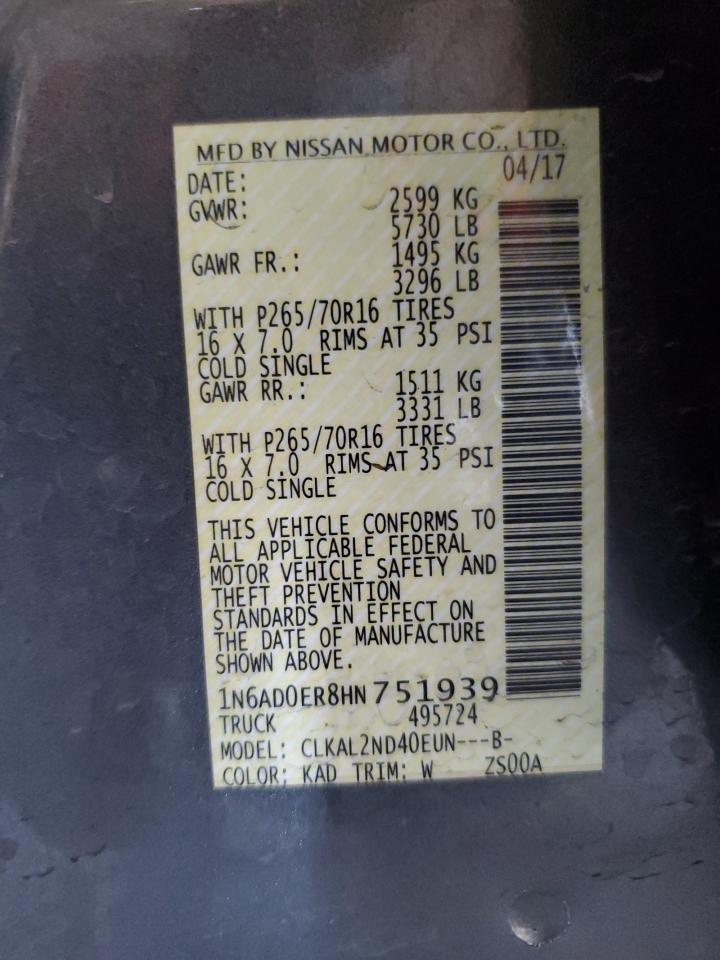 MFD BY NISSAN MOTOR CO., LTD.
DATE: 04/17
GVWR: 2599 KG
5730 LB
GAWR FR.: 1495 KG
3296 LB
WITH P265/70R16 TIRES
16 X 7.0 RIMS AT 35 PSI
COLD SINGLE
GAWR RR.: 1511 KG
3331 LB
WITH P265/70R16 TIRES
16 X 7.0 RIMS AT 35 PSI
COLD SINGLE
THIS VEHICLE CONFORMS TO
ALL APPLICABLE FEDERAL
MOTOR VEHICLE SAFETY AND
THEFT PREVENTION
STANDARDS IN EFFECT ON
THE DATE OF MANUFACTURE
SHOWN ABOVE.
1N6AD0ER8HN 751939
TRUCK 495724
MODEL: CLKAL2ND40EUN---B-
COLOR: KAD TRIM: W ZS00A